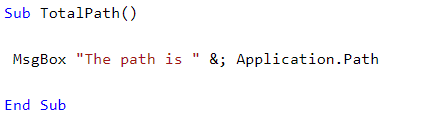 Sub TotalPath()
MsgBox "The path is " &; Application.Path
End Sub